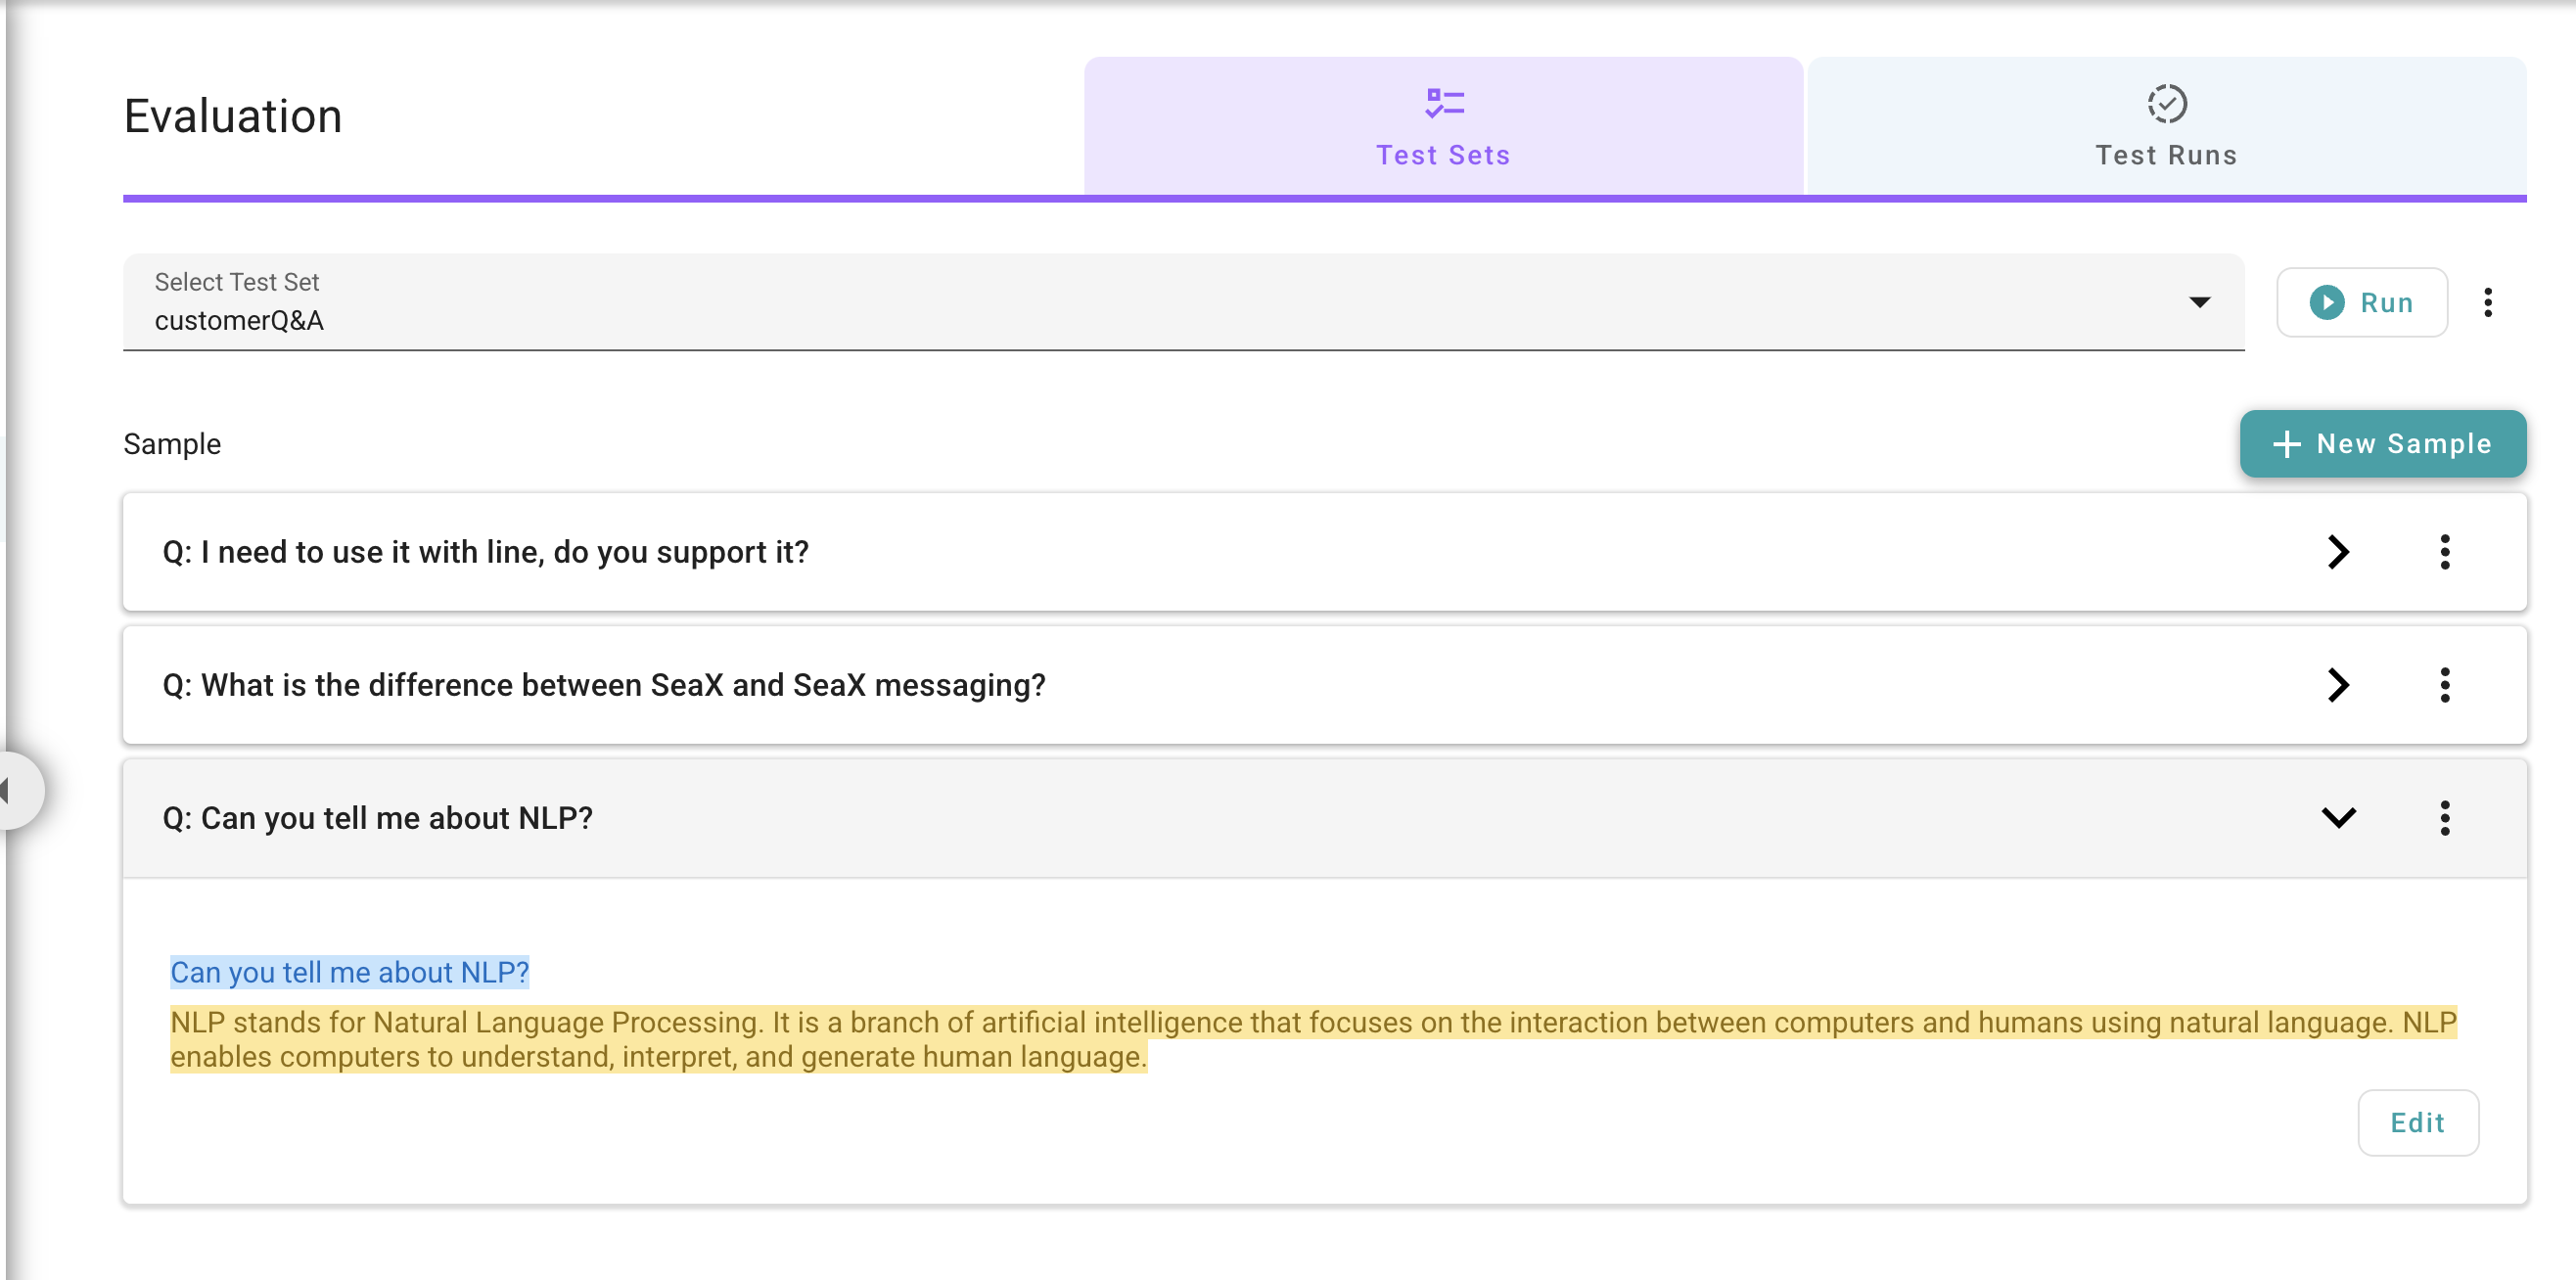 Evaluation
Test Sets
Test Runs
Select Test Set
customerQ&A
Run
Sample
New Sample
Q: I need to use it with line, do you support it?
Q: What is the difference between SeaX and SeaX messaging?
Q: Can you tell me about NLP?
Can you tell me about NLP?
NLP stands for Natural Language Processing. It is a branch of artificial intelligence that focuses on the interaction between computers and humans using natural language. NLP
enables computers to understand, interpret, and generate human language.
Edit